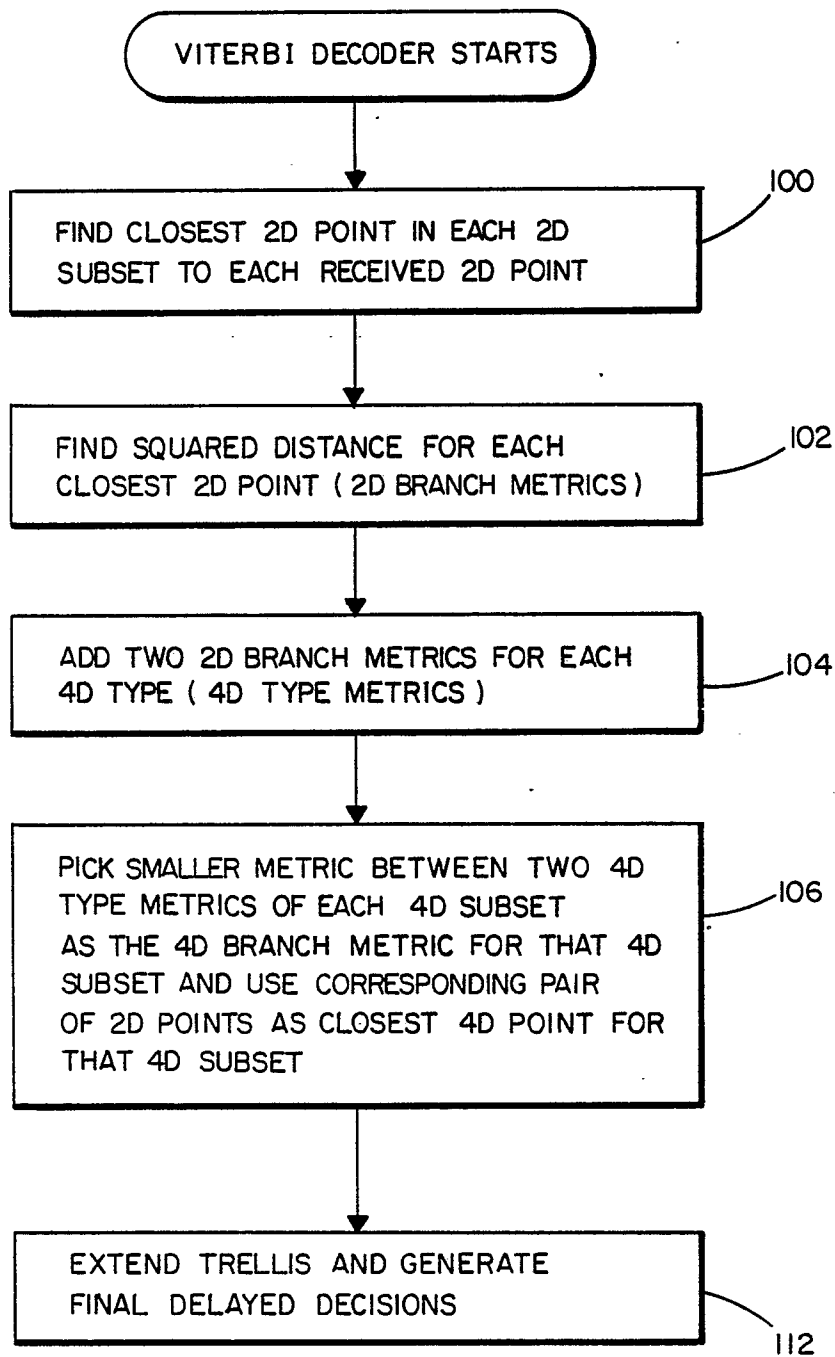 VITERBI DECODER STARTS
100
FIND CLOSEST 2D POINT IN EACH 2D
SUBSET TO EACH RECEIVED 2D POINT
102
FIND SQUARED DISTANCE FOR EACH
CLOSEST 2D POINT ( 2D BRANCH METRICS )
ADD TWO 2D BRANCH METRICS FOR EACH
4D TYPE ( 4D TYPE METRICS )
104
PICK SMALLER METRIC BETWEEN TWO 4D
TYPE METRICS OF EACH 4D SUBSET
AS THE 4D BRANCH METRIC FOR THAT 4D
SUBSET AND USE CORRESPONDING PAIR
OF 2D POINTS AS CLOSEST 4D POINT FOR
THAT 4D SUBSET
106
EXTEND TRELLIS AND GENERATE
FINAL DELAYED DECISIONS
112